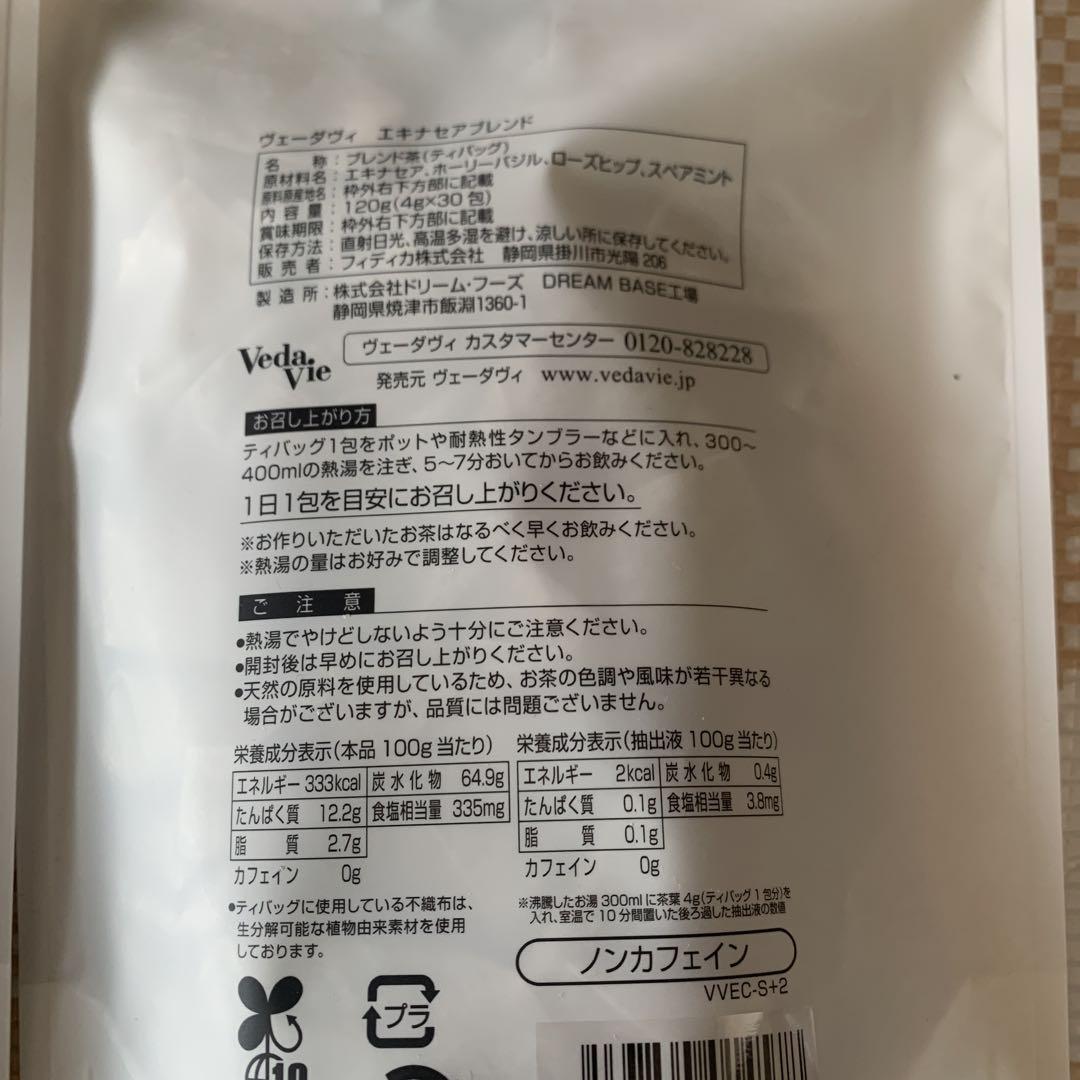 ヴェーダヴィ エキナセアブレンド
名称：ブレンド茶(ティバッグ)
原材料名：エキナセア、ホーリーバジル、ローズヒップ、スペアミント
原料原産地名：枠外右下方部に記載
内容量：120g(4g×30包)
賞味期限：枠外右下方部に記載
保存方法：直射日光、高温多湿を避け、涼しい所に保存してください。
販売者：フィディカ株式会社 静岡県掛川市光陽206
製造所：株式会社ドリーム・フーズ DREAM BASE工場
静岡県焼津市飯淵1360-1
Veda Vie
ヴェーダヴィ カスタマーセンター 0120-828228
発売元 ヴェーダヴィ www.vedavie.jp
お召し上がり方
ティバッグ1包をポットや耐熱性タンブラーなどに入れ、300〜
400mlの熱湯を注ぎ、5〜7分おいてからお飲みください。
1日1包を目安にお召し上がりください。
※お作りいただいたお茶はなるべく早くお飲みください。
※熱湯の量はお好みで調整してください。
ご注意
●熱湯でやけどしないよう十分にご注意ください。
●開封後は早めにお召し上がりください。
●天然の原料を使用しているため、お茶の色調や風味が若干異なる
場合がございますが、品質には問題ございません。
栄養成分表示(本品100g当たり)
エネルギー 333kcal 炭水化物 64.9g
たんぱく質 12.2g 食塩相当量 335mg
脂質 2.7g
カフェイン 0g
栄養成分表示(抽出液100g当たり)
エネルギー 2kcal 炭水化物 0.4g
たんぱく質 0.1g 食塩相当量 3.8mg
脂質 0.1g
カフェイン 0g
●ティバッグに使用している不織布は、
生分解可能な植物由来素材を使用
しております。
※沸騰したお湯300mlに茶葉4g(ティバッグ1包分)を
入れ、室温で10分間置いた後ろ過した抽出液の数値
ノンカフェイン
VVEC-S+2
プラ
10